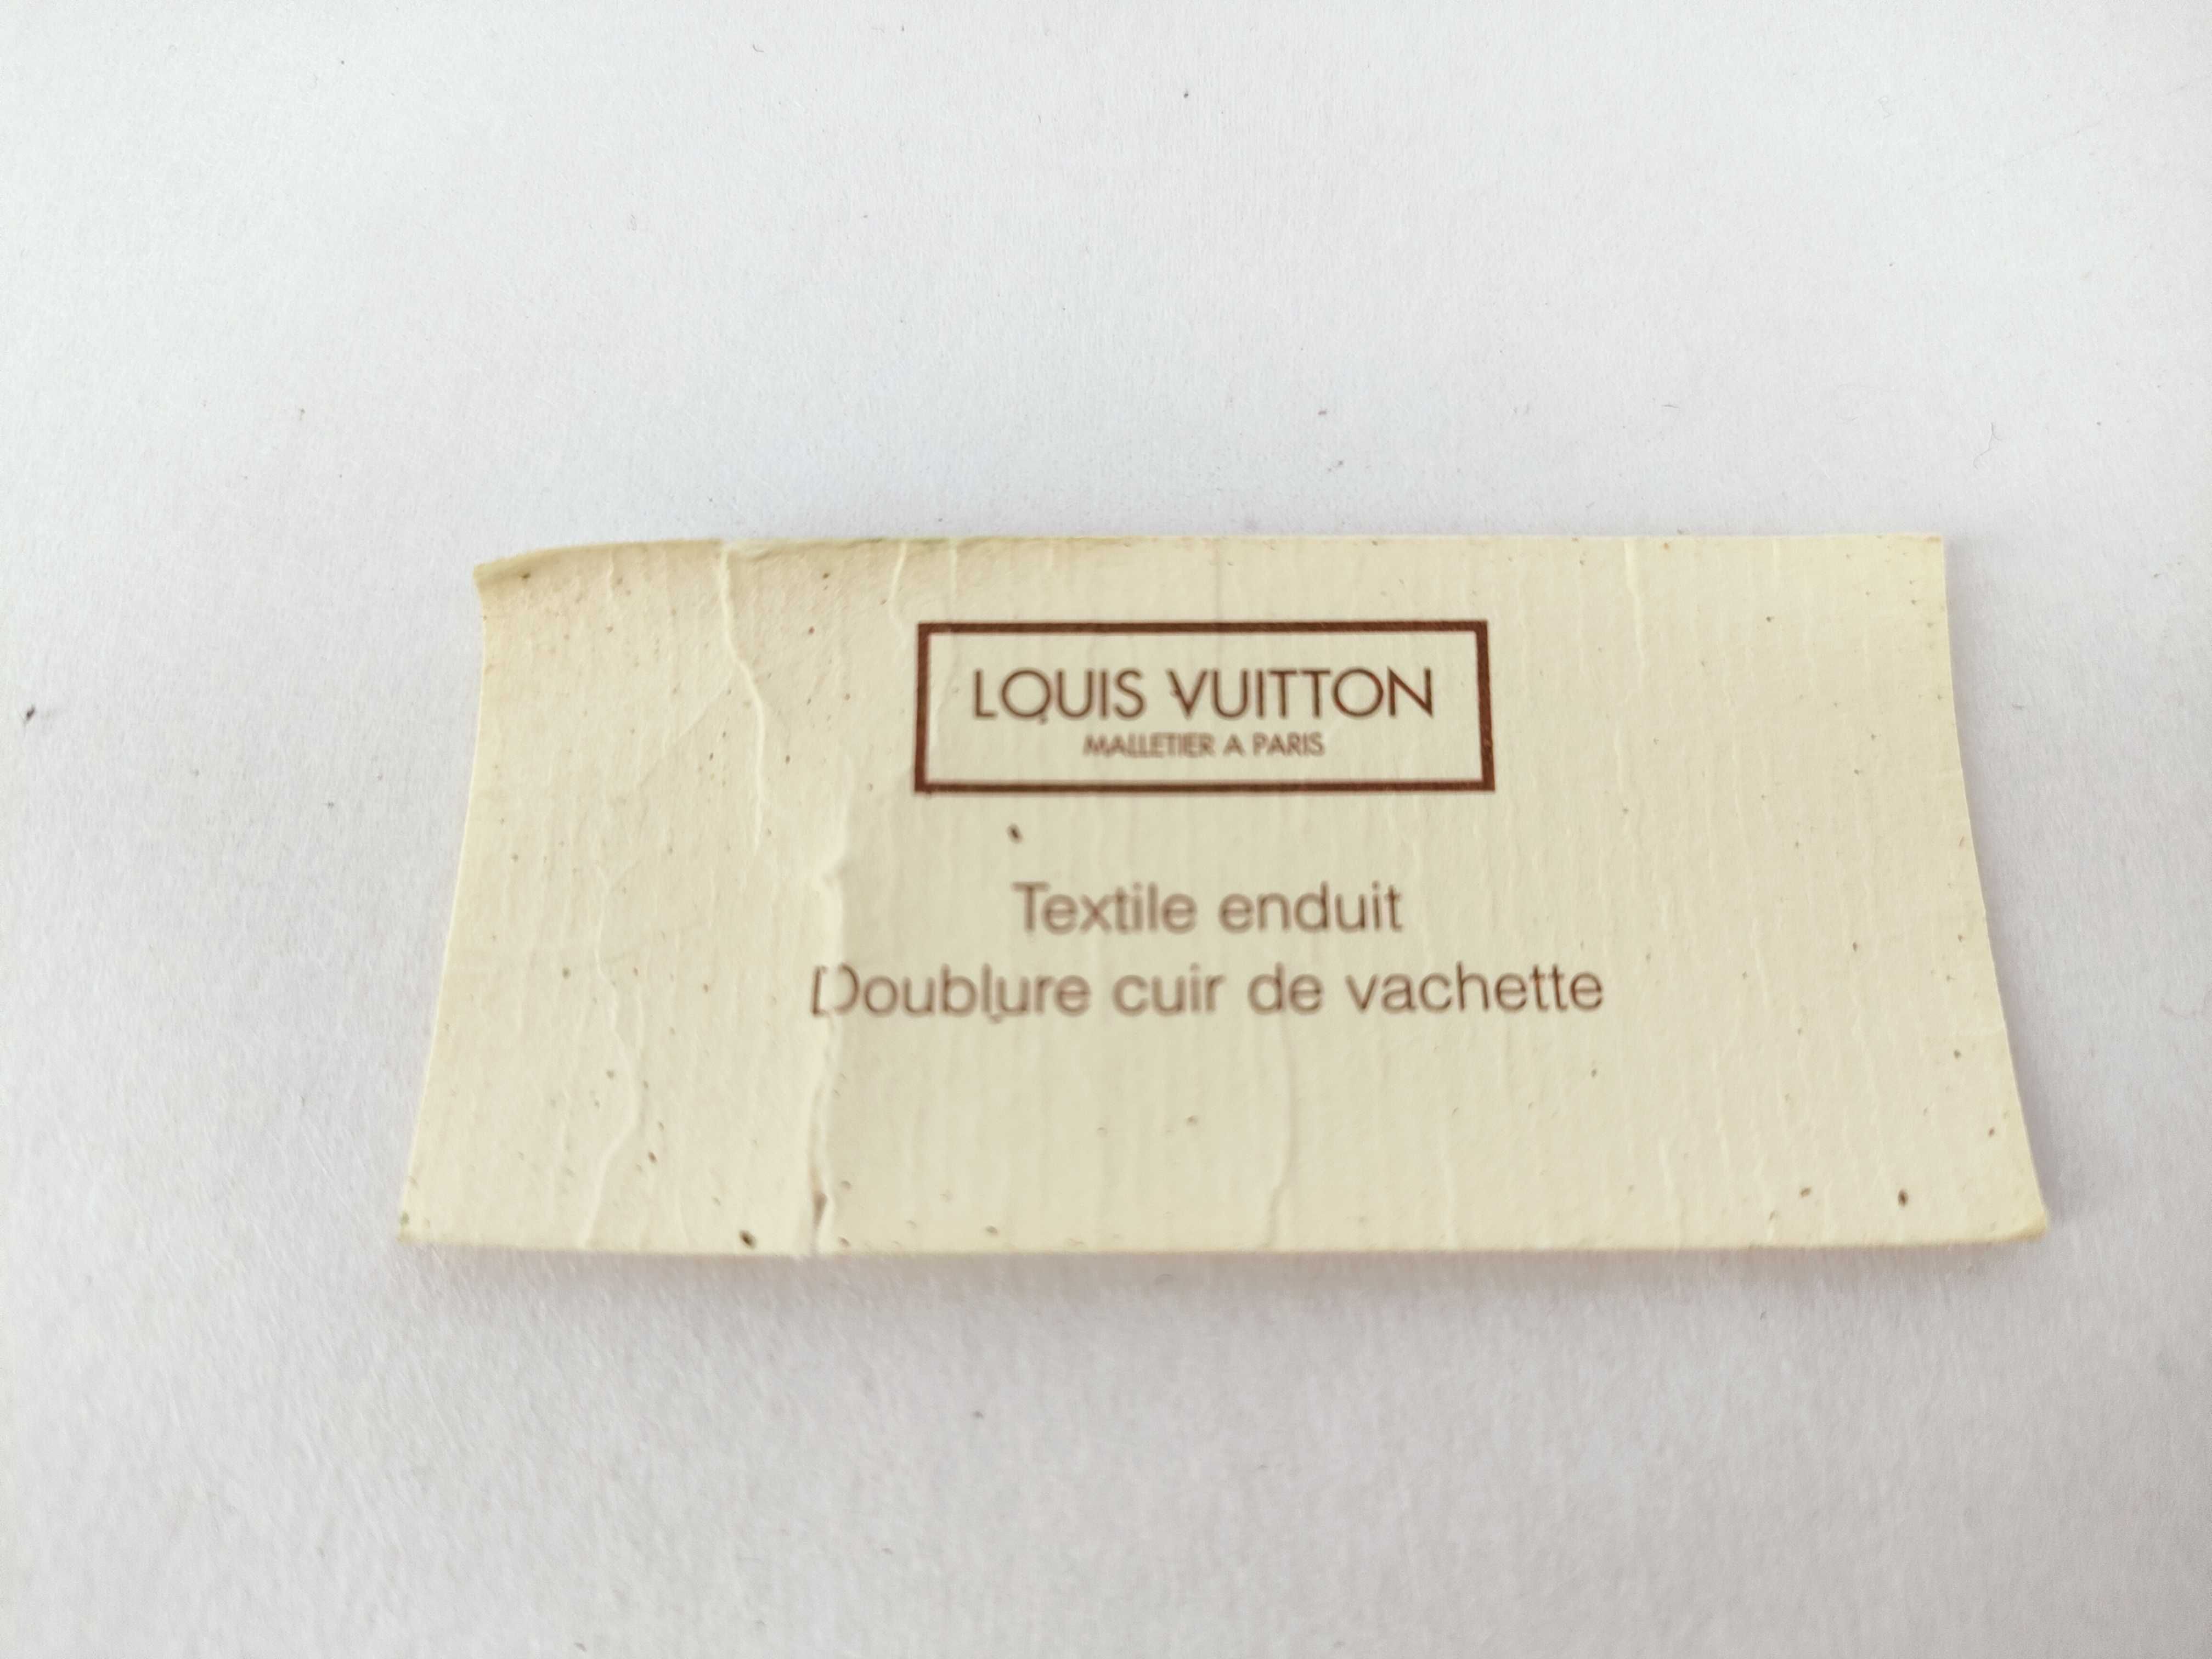 LOUIS VUITTON
MALLETIER A PARIS
Textile enduit
Doublure cuir de vachette